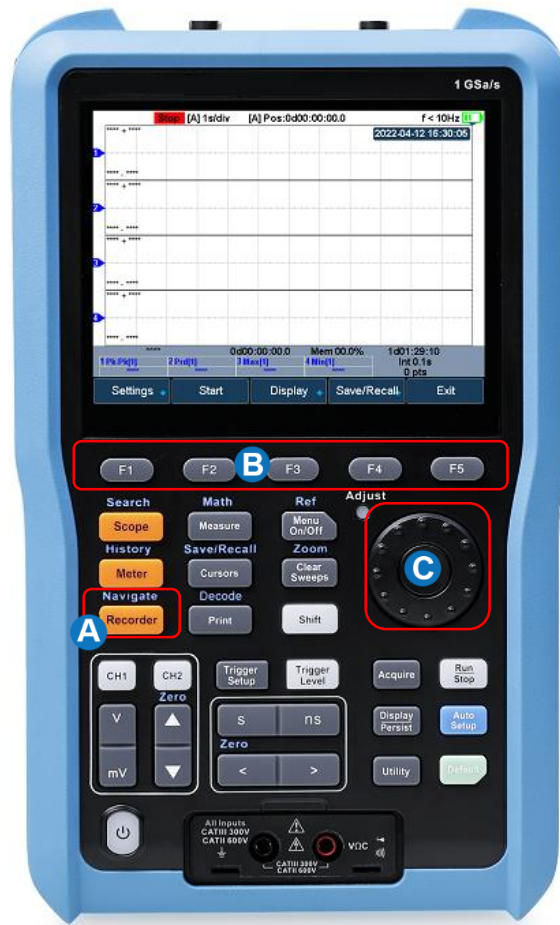 1 GSa/s
Stop [A] 1s/div [A] Pos:0d00:00:00.0 f < 10Hz
2022-04-12 16:30:05
**** + ****
1
**** - ****
**** + ****
2
**** - ****
**** + ****
3
**** - ****
**** + ****
4
**** - ****
**** 0d00:00:00.0 Mem 00.0% 1d01:29:10
1 Pk-Pk[1] 2 Prd[1] 3 Max[1] 4 Min[1] Int 0.1s
**** **** **** **** 0 pts
Settings Start Display Save/Recall Exit
B
F1 F2 F3 F4 F5
Search Math Ref Adjust
Scope Measure Menu On/Off
History Save/Recall Zoom
Meter Cursors Clear Sweeps
C
Navigate Decode
Recorder Print Shift
A
CH1 CH2 Trigger Setup Trigger Level Acquire Run Stop
Zero
V s ns Display Persist Auto Setup
Zero
mV < > Utility Default
All Inputs
CATIII 300V
CATII 600V
VΩC
CATIII 300V
CATII 600V